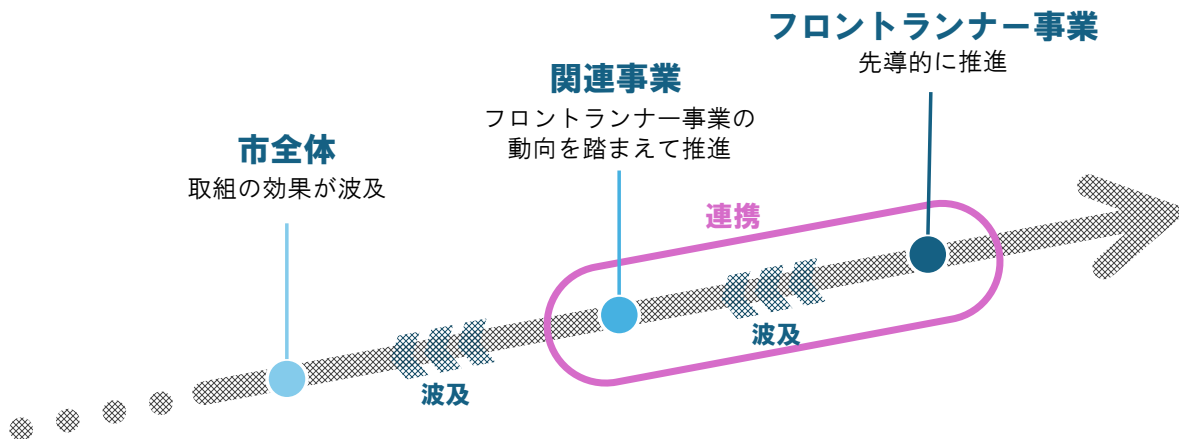 フロントランナー事業
先導的に推進
関連事業
フロントランナー事業の
動向を踏まえて推進
市全体
取組の効果が波及
連携
波及
波及